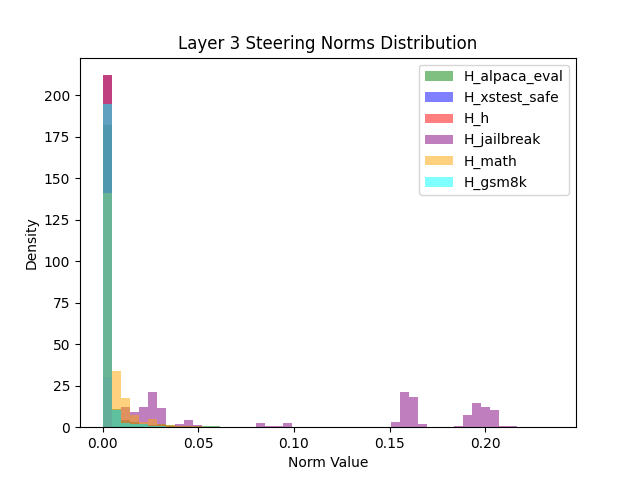 Layer 3 Steering Norms Distribution
H_alpaca_eval
H_xstest_safe
H_h
H_jailbreak
H_math
H_gsm8k
Density
200
175
150
125
100
75
50
25
0
0.00 0.05 0.10 0.15 0.20
Norm Value